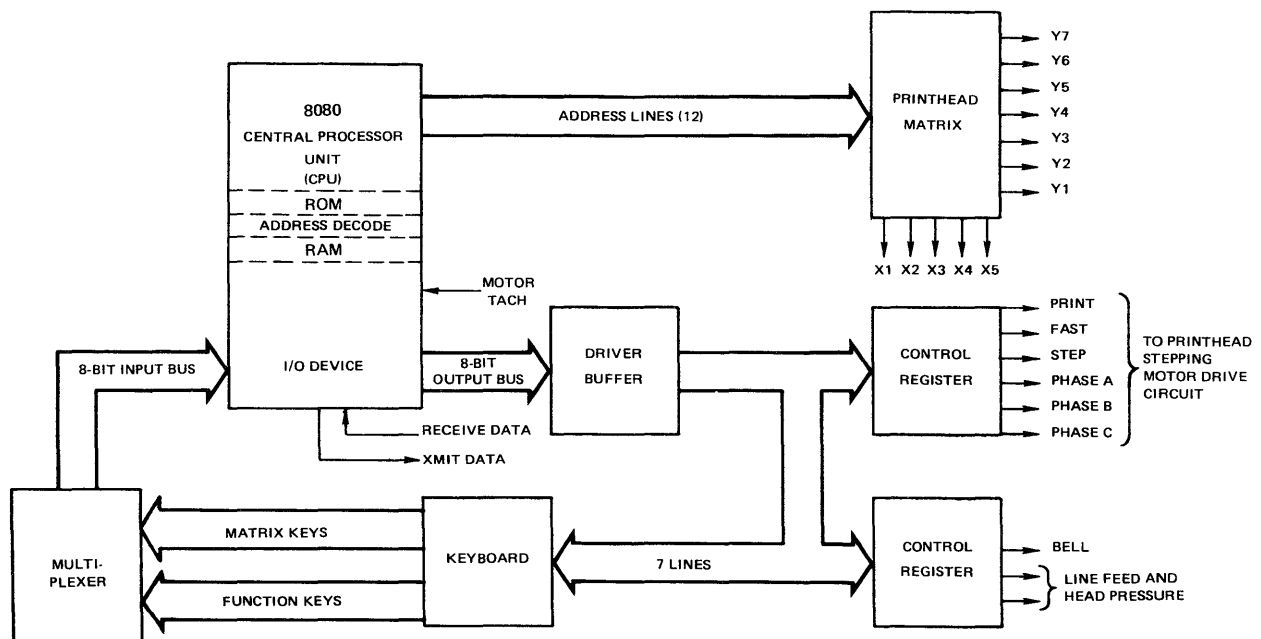 8080
CENTRAL PROCESSOR
UNIT
(CPU)
ROM
ADDRESS DECODE
RAM
I/O DEVICE
ADDRESS LINES (12)
PRINTHEAD
MATRIX
Y7
Y6
Y5
Y4
Y3
Y2
Y1
X1 X2 X3 X4 X5
MOTOR
TACH
8-BIT INPUT BUS
8-BIT
OUTPUT BUS
DRIVER
BUFFER
CONTROL
REGISTER
PRINT
FAST
STEP
PHASE A
PHASE B
PHASE C
TO PRINTHEAD
STEPPING
MOTOR DRIVE
CIRCUIT
RECEIVE DATA
XMIT DATA
MULTI-
PLEXER
MATRIX KEYS
FUNCTION KEYS
KEYBOARD
7 LINES
CONTROL
REGISTER
BELL
LINE FEED AND
HEAD PRESSURE